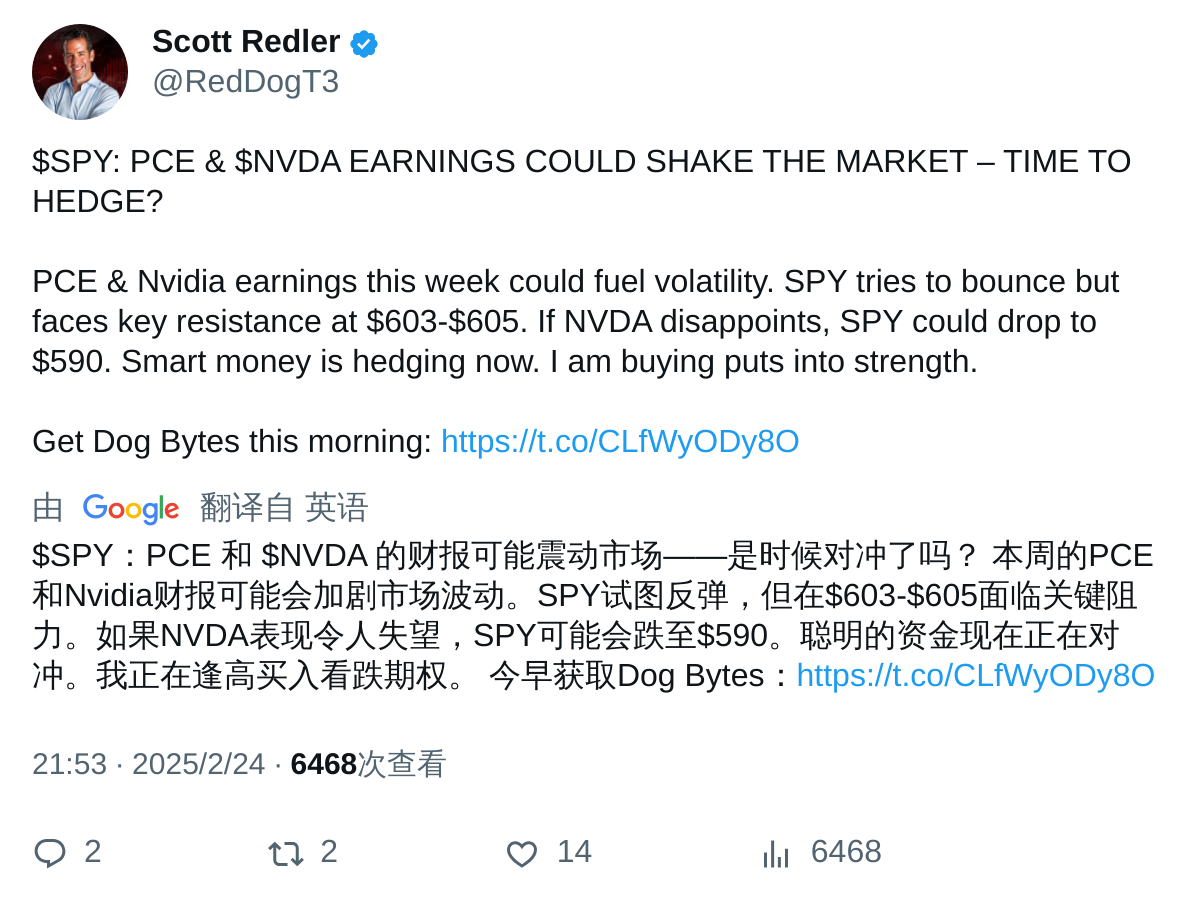 Scott Redler
@RedDogT3
$SPY: PCE & $NVDA EARNINGS COULD SHAKE THE MARKET – TIME TO
HEDGE?
PCE & Nvidia earnings this week could fuel volatility. SPY tries to bounce but
faces key resistance at $603-$605. If NVDA disappoints, SPY could drop to
$590. Smart money is hedging now. I am buying puts into strength.
Get Dog Bytes this morning: https://t.co/CLfWyODy8O
由 Google 翻译自 英语
$SPY：PCE 和 $NVDA 的财报可能震动市场——是时候对冲了吗？ 本周的PCE
和Nvidia财报可能会加剧市场波动。SPY试图反弹，但在$603-$605面临关键阻
力。如果NVDA表现令人失望，SPY可能会跌至$590。聪明的资金现在正在对
冲。我正在逢高买入看跌期权。 今早获取Dog Bytes：https://t.co/CLfWyODy8O
21:53 · 2025/2/24 · 6468次查看
2 2 14 6468